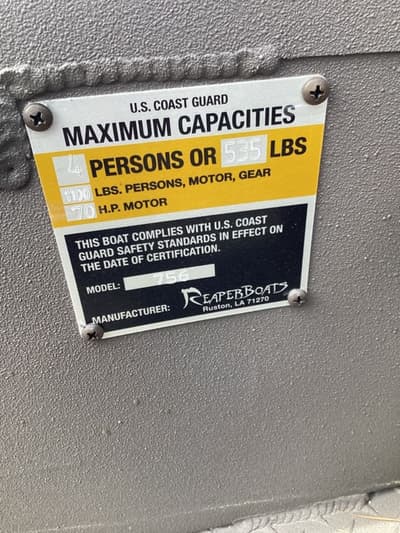 U.S. COAST GUARD
MAXIMUM CAPACITIES
4 PERSONS OR 535 LBS
LBS. PERSONS, MOTOR, GEAR
70 H.P. MOTOR
THIS BOAT COMPLIES WITH U.S. COAST
GUARD SAFETY STANDARDS IN EFFECT ON
THE DATE OF CERTIFICATION.
MODEL: 756
MANUFACTURER: REAPERBOATS
Ruston, LA 71270